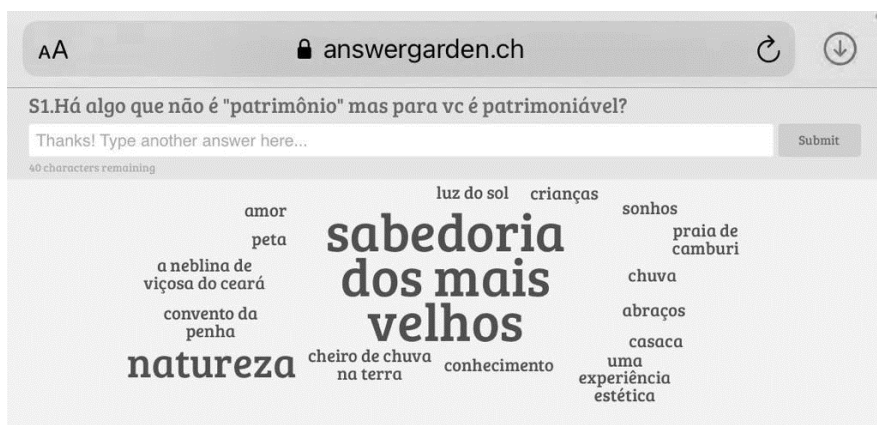 AA answergarden.ch
S1.Há algo que não é "patrimônio" mas para vc é patrimoniável?
Thanks! Type another answer here...
Submit
40 characters remaining
luz do sol
crianças
amor
sonhos
sabedoria
dos mais
velhos
peta
praia de
camburi
a neblina de
viçosa do ceará
chuva
convento da
penha
abraços
casaca
natureza
cheiro de chuva
na terra
conhecimento
uma
experiência
estética